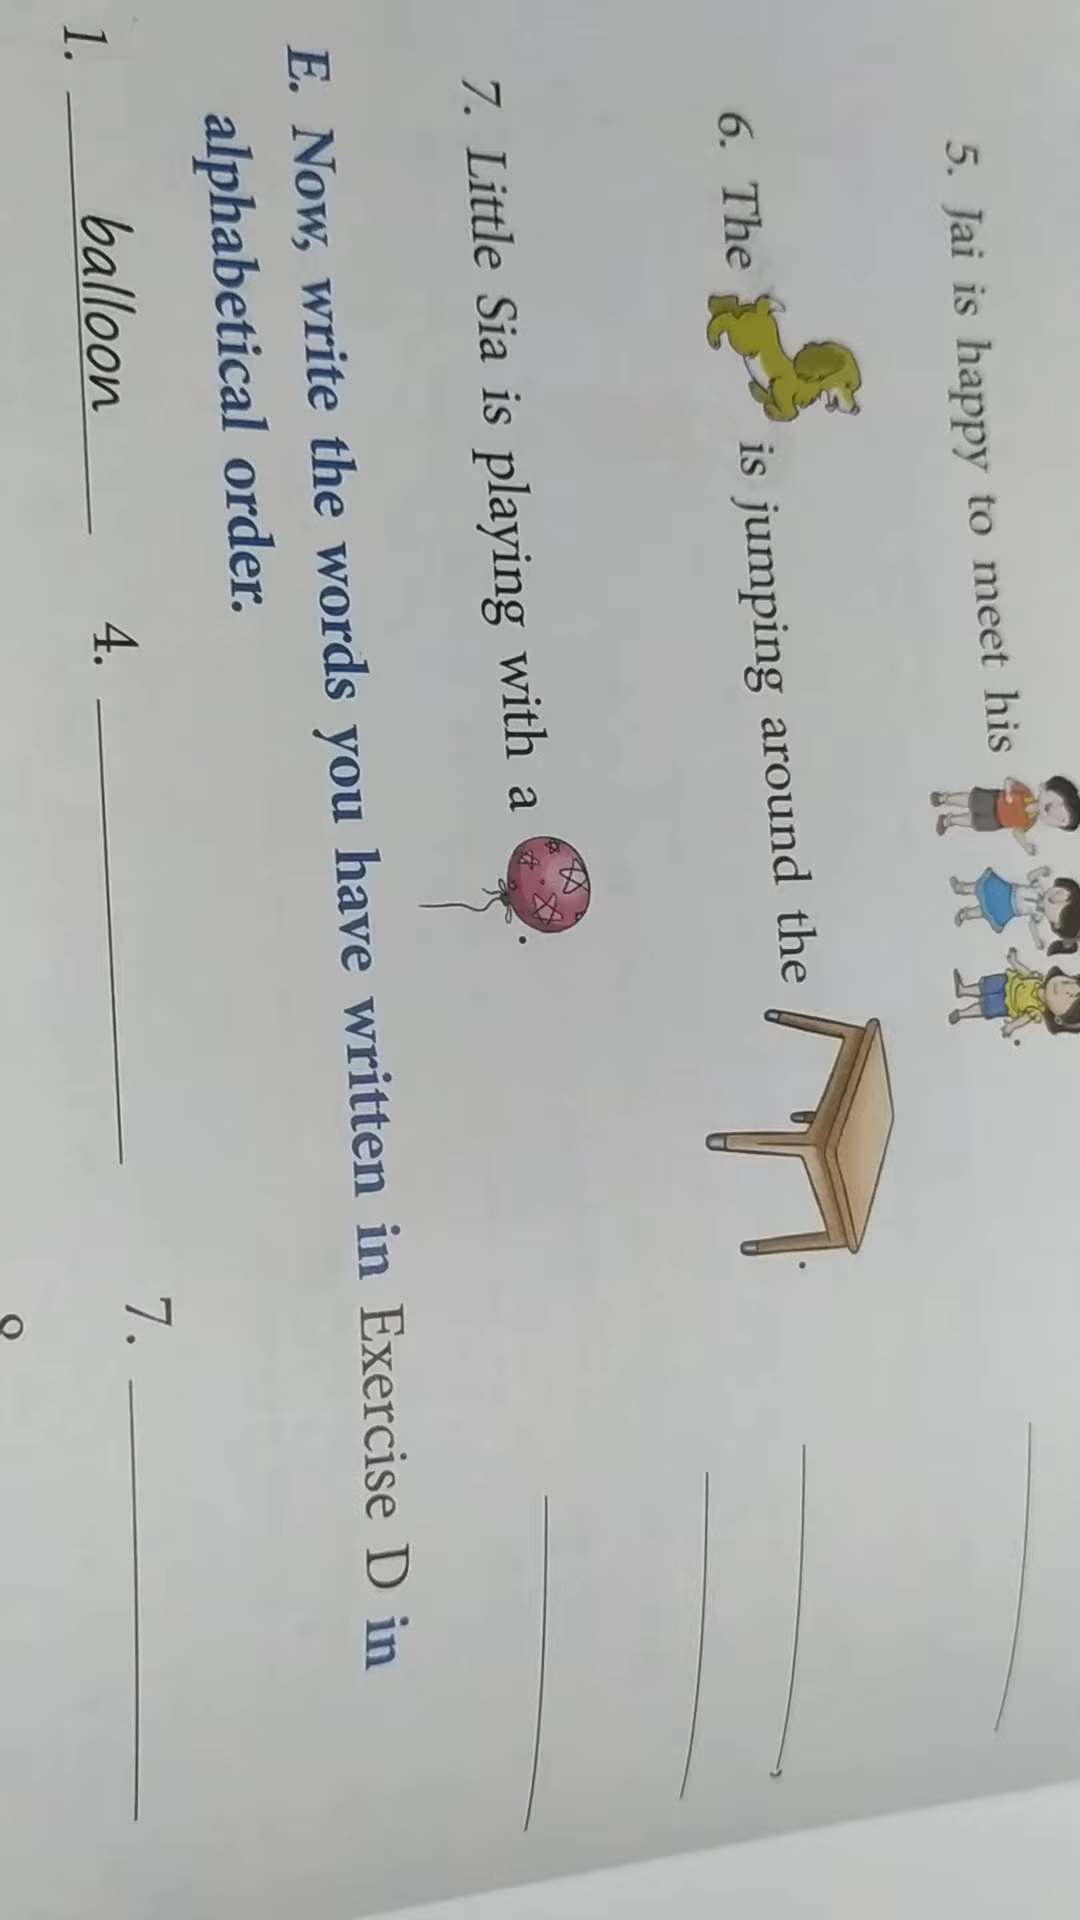 5. Jai is happy to meet his .
6. The is jumping around the . ,
7. Little Sia is playing with a .
E. Now, write the words you have written in Exercise D in
alphabetical order.
1. balloon 4. 7.